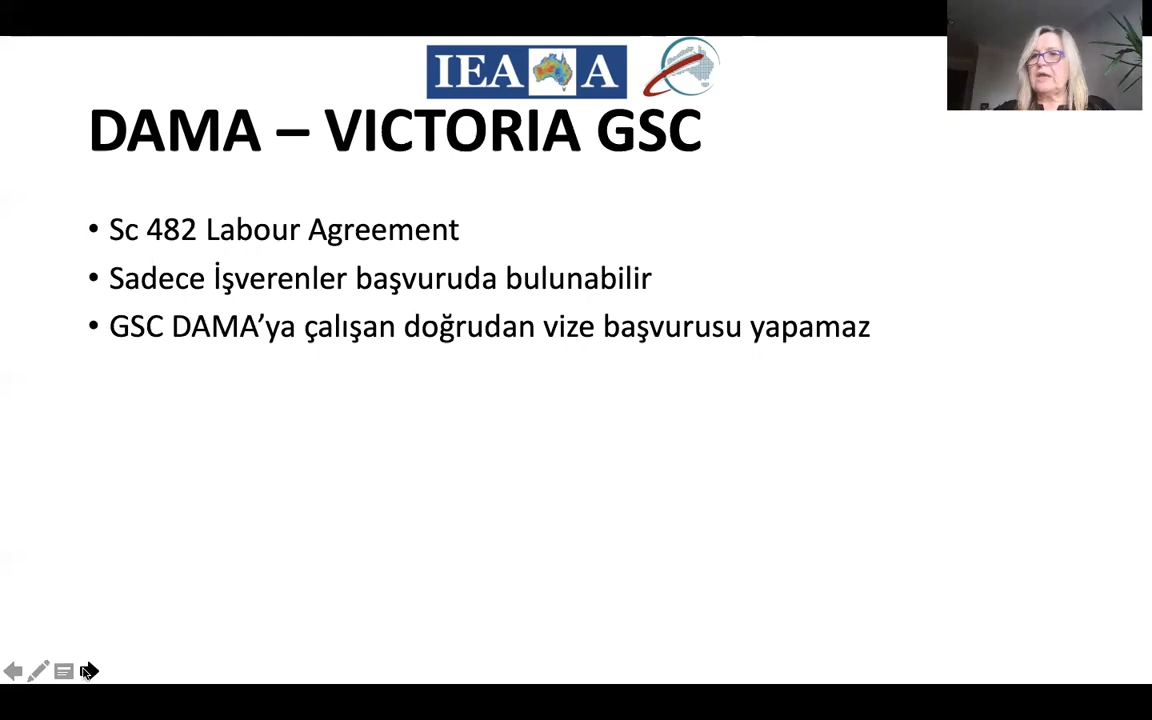 IEA A
DAMA – VICTORIA GSC
• Sc 482 Labour Agreement
• Sadece İşverenler başvuruda bulunabilir
• GSC DAMA’ya çalışan doğrudan vize başvurusu yapamaz